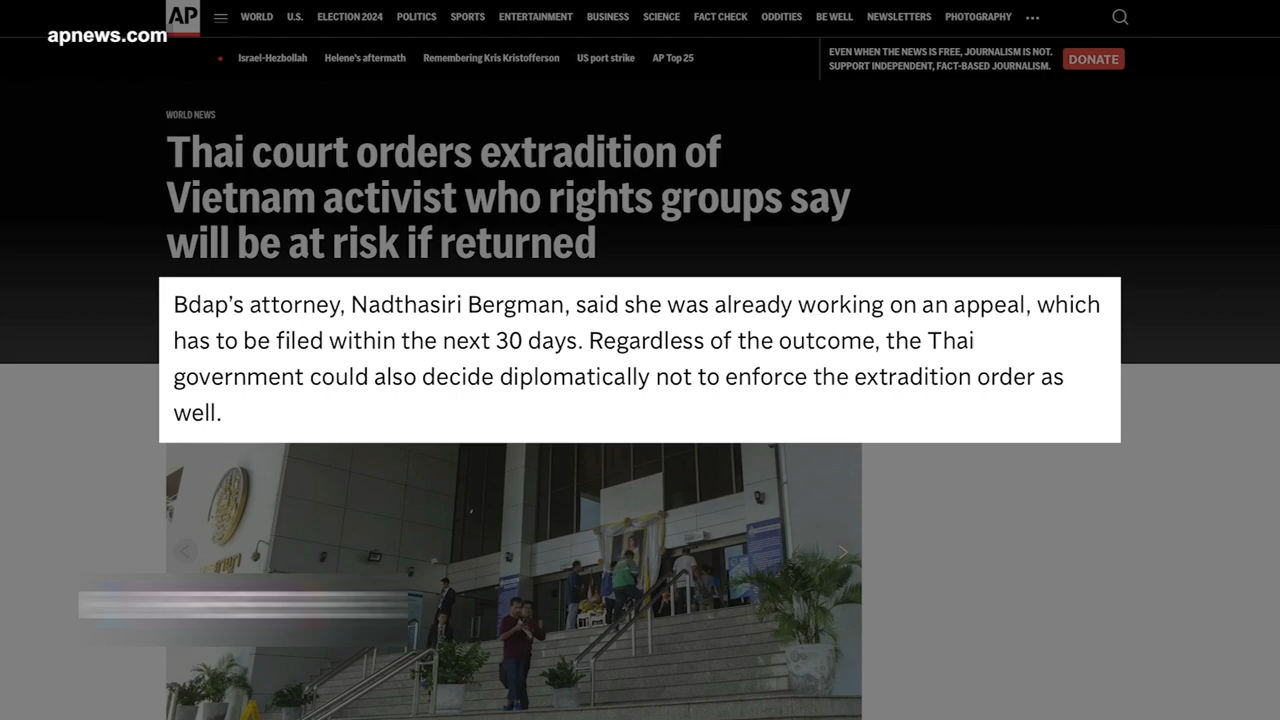 AP
WORLD U.S. ELECTION 2024 POLITICS SPORTS ENTERTAINMENT BUSINESS SCIENCE FACT CHECK ODDITIES BE WELL NEWSLETTERS PHOTOGRAPHY ...
apnews.com
Israel-Hezbollah Helene's aftermath Remembering Kris Kristofferson US port strike AP Top 25
EVEN WHEN THE NEWS IS FREE, JOURNALISM IS NOT.
SUPPORT INDEPENDENT, FACT-BASED JOURNALISM.
DONATE
WORLD NEWS
Thai court orders extradition of
Vietnam activist who rights groups say
will be at risk if returned
Bdap’s attorney, Nadthasiri Bergman, said she was already working on an appeal, which
has to be filed within the next 30 days. Regardless of the outcome, the Thai
government could also decide diplomatically not to enforce the extradition order as
well.